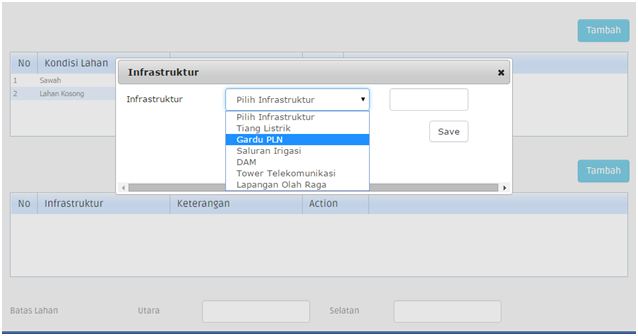 Tambah
No Kondisi Lahan
1 Sawah
2 Lahan Kosong
Infrastruktur
Infrastruktur Pilih Infrastruktur
Pilih Infrastruktur
Tiang Listrik
Gardu PLN
Saluran Irigasi
DAM
Tower Telekomunikasi
Lapangan Olah Raga
Save
Tambah
No Infrastruktur Keterangan Action
Batas Lahan Utara Selatan